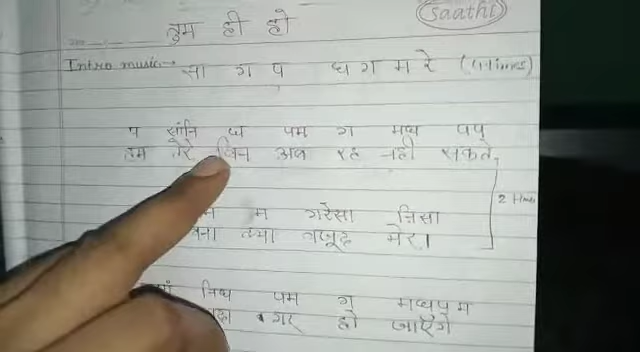 Saathi
तुम ही हो
Intro music:- सा ग प ध ग म रे (4 times)
प सांनि ध पम ग मध पप
हम तेरे बिन अब रह नही सकते,
म गरेसा निसा
2 times
क्या वजूद मेरा
निध पम ग मधपम
गर हो जाएंगे